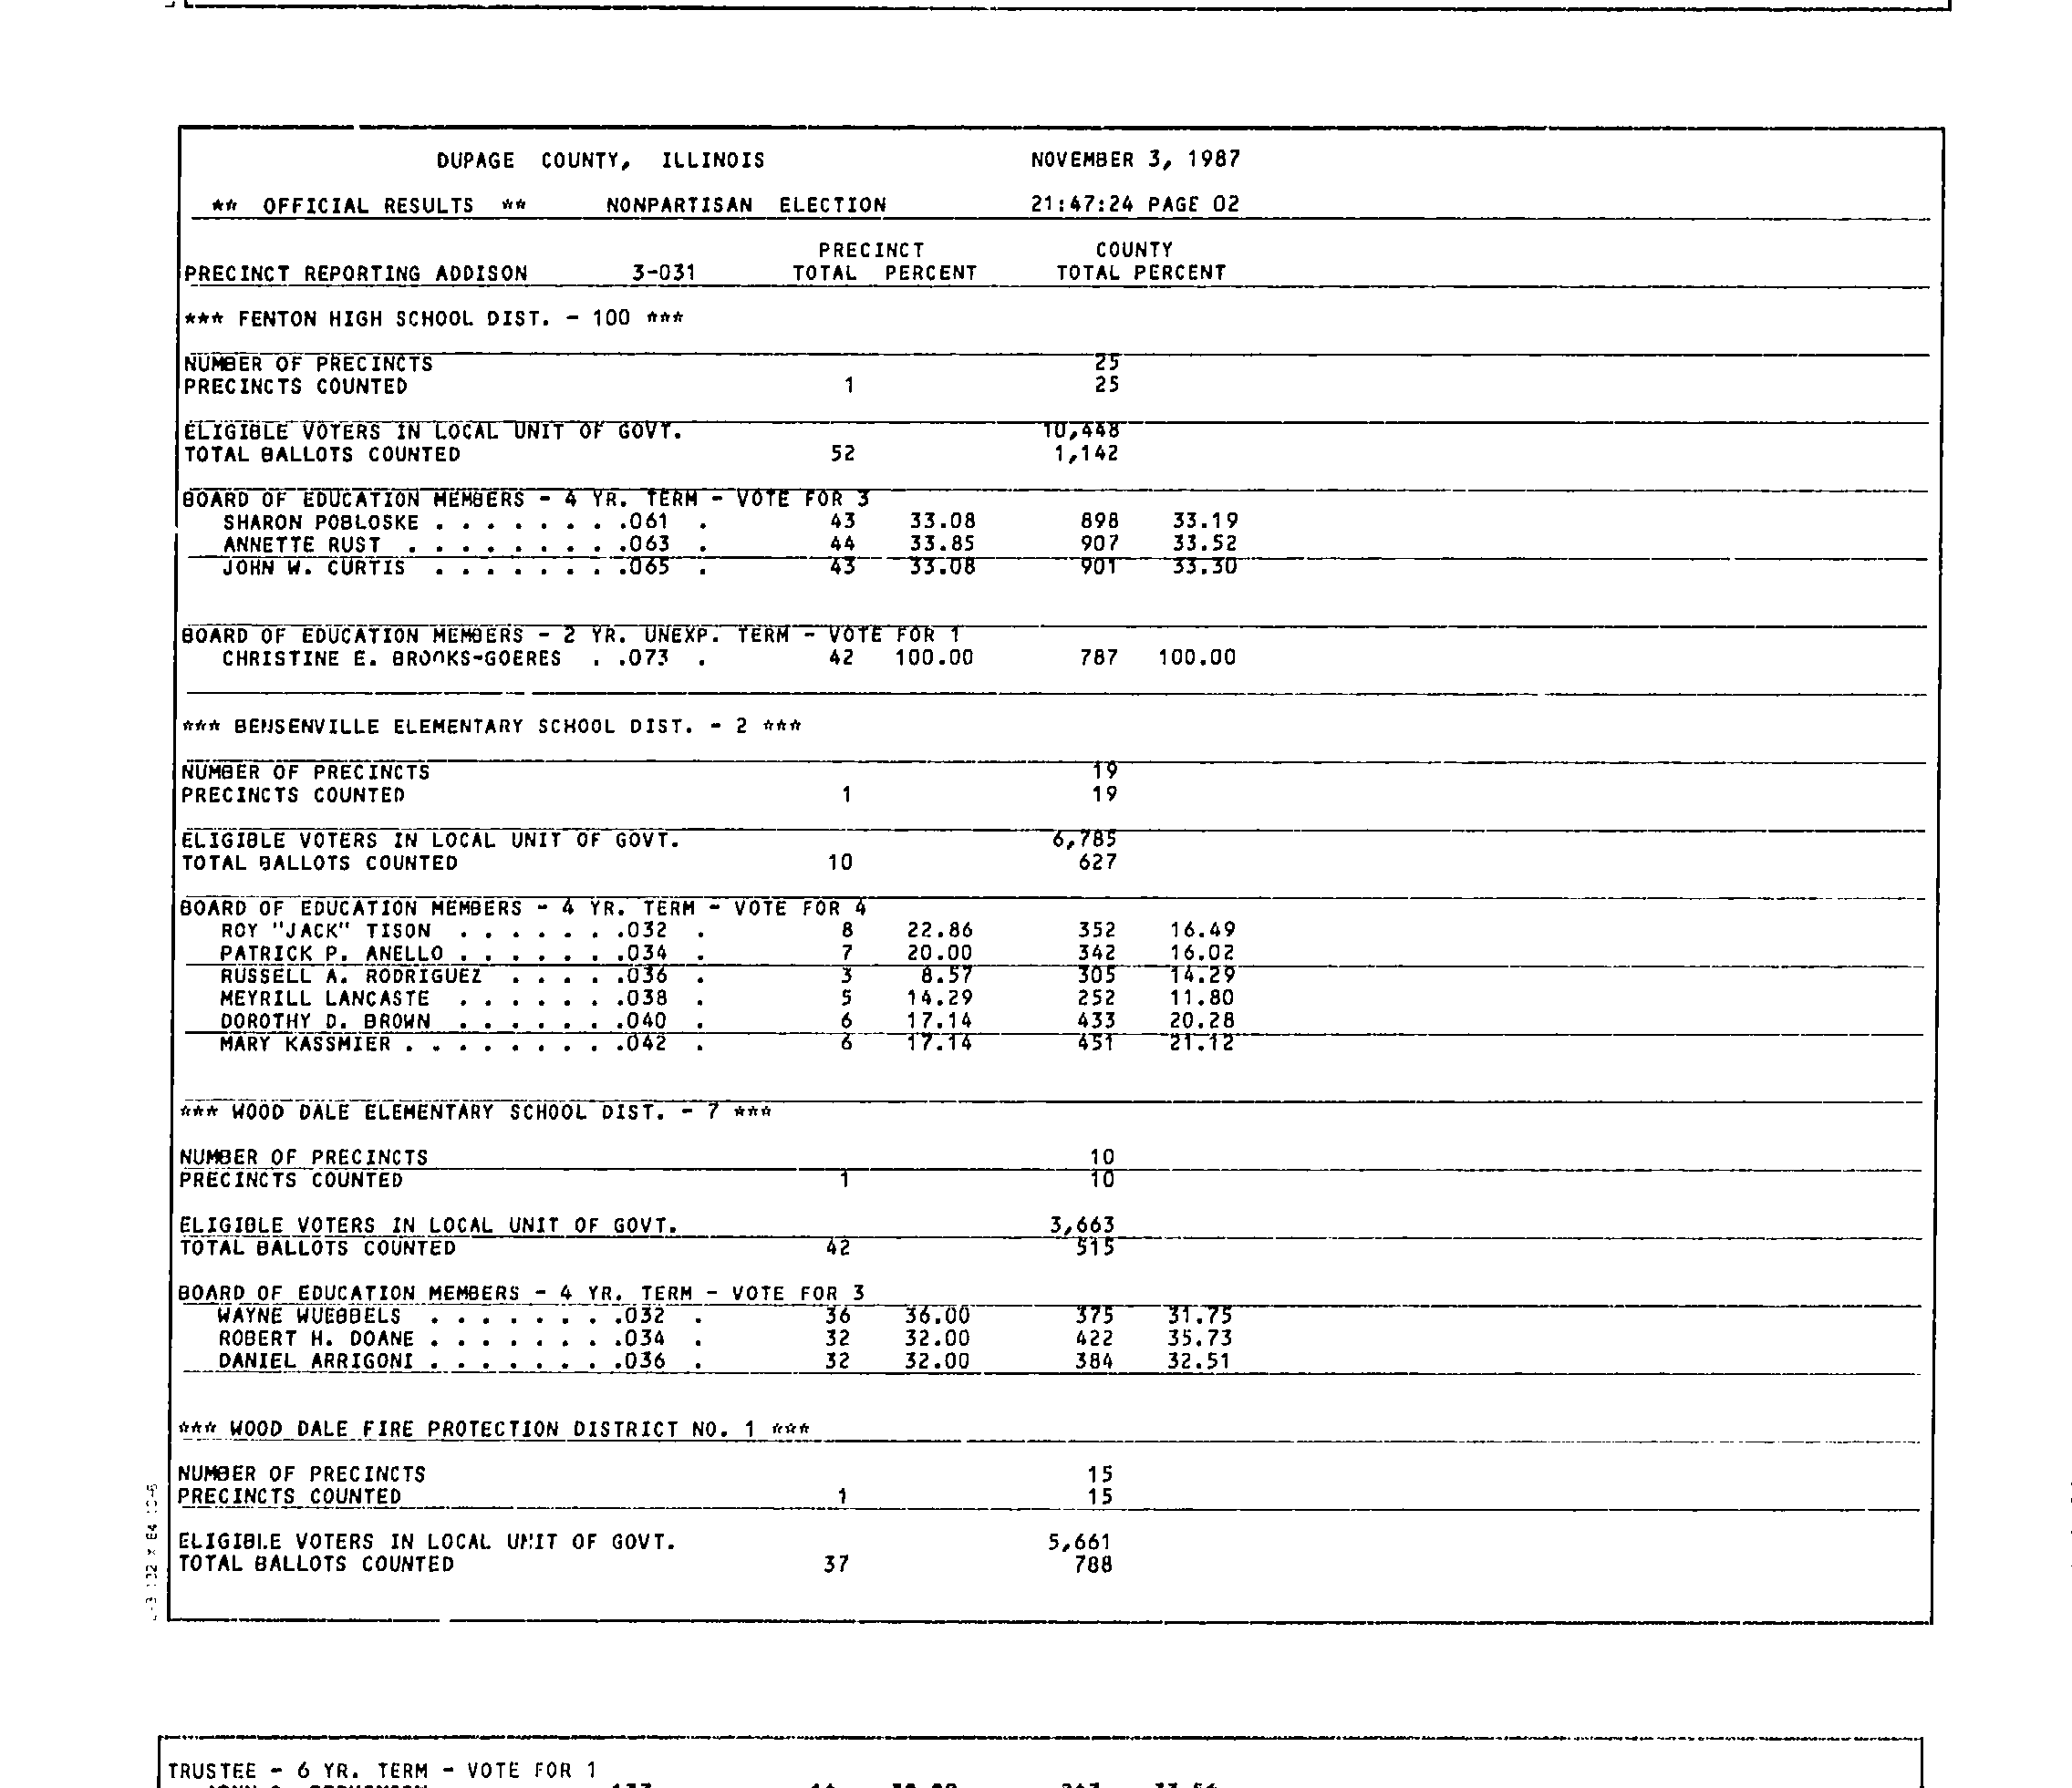 DUPAGE COUNTY, ILLINOIS NOVEMBER 3, 1987
** OFFICIAL RESULTS ** NONPARTISAN ELECTION 21:47:24 PAGE 02
PRECINCT COUNTY
PRECINCT REPORTING ADDISON 3-031 TOTAL PERCENT TOTAL PERCENT
*** FENTON HIGH SCHOOL DIST. - 100 ***
NUMBER OF PRECINCTS 25
PRECINCTS COUNTED 1 25
ELIGIBLE VOTERS IN LOCAL UNIT OF GOVT. 10,448
TOTAL BALLOTS COUNTED 52 1,142
BOARD OF EDUCATION MEMBERS - 4 YR. TERM - VOTE FOR 3
SHARON POBLOSKE . . . . . . . .061 . 43 33.08 898 33.19
ANNETTE RUST . . . . . . . . .063 . 44 33.85 907 33.52
JOHN W. CURTIS . . . . . . . .065 . 43 33.08 901 33.30
BOARD OF EDUCATION MEMBERS - 2 YR. UNEXP. TERM - VOTE FOR 1
CHRISTINE E. BROOKS-GOERES . .073 . 42 100.00 787 100.00
*** BENSENVILLE ELEMENTARY SCHOOL DIST. - 2 ***
NUMBER OF PRECINCTS 19
PRECINCTS COUNTED 1 19
ELIGIBLE VOTERS IN LOCAL UNIT OF GOVT. 6,785
TOTAL BALLOTS COUNTED 10 627
BOARD OF EDUCATION MEMBERS - 4 YR. TERM - VOTE FOR 4
ROY "JACK" TISON . . . . . . .032 . 8 22.86 352 16.49
PATRICK P. ANELLO . . . . . . .034 . 7 20.00 342 16.02
RUSSELL A. RODRIGUEZ . . . . .036 . 3 8.57 305 14.29
MEYRILL LANCASTE . . . . . . .038 . 5 14.29 252 11.80
DOROTHY D. BROWN . . . . . . .040 . 6 17.14 433 20.28
MARY KASSMIER . . . . . . . . .042 . 6 17.14 451 21.12
*** WOOD DALE ELEMENTARY SCHOOL DIST. - 7 ***
NUMBER OF PRECINCTS 10
PRECINCTS COUNTED 1 10
ELIGIBLE VOTERS IN LOCAL UNIT OF GOVT. 3,663
TOTAL BALLOTS COUNTED 42 515
BOARD OF EDUCATION MEMBERS - 4 YR. TERM - VOTE FOR 3
WAYNE WUEBBELS . . . . . . . .032 . 36 36.00 375 31.75
ROBERT H. DOANE . . . . . . . .034 . 32 32.00 422 35.73
DANIEL ARRIGONI . . . . . . . .036 . 32 32.00 384 32.51
*** WOOD DALE FIRE PROTECTION DISTRICT NO. 1 ***
NUMBER OF PRECINCTS 15
PRECINCTS COUNTED 1 15
ELIGIBLE VOTERS IN LOCAL UNIT OF GOVT. 5,661
TOTAL BALLOTS COUNTED 37 788
TRUSTEE - 6 YR. TERM - VOTE FOR 1